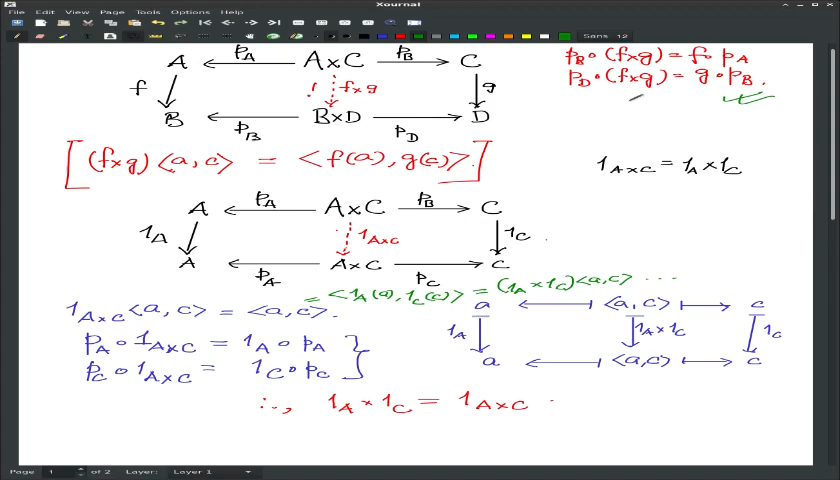 Xournal
File Edit View Journal Page Tools Options Help
Sans 12
A ← p_A A×C p_B → C
f ! f×g g
B ← p_B B×D p_D → D
p_B∘(f×g) = f∘p_A
p_D∘(f×g) = g∘p_B.
[(f×g)<a,c> = <f(a), g(c)>.]
1_{A×C} = 1_A × 1_C
A ← p_A A×C p_B → C
1_A 1_{A×C} 1_C
A ← p_A A×C p_C → C
= <1_A(a), 1_C(c)> = (1_A×1_C)<a,c> ...
1_{A×C}<a,c> = <a,c>.
p_A∘1_{A×C} = 1_A∘p_A
p_C∘1_{A×C} = 1_C∘p_C }
a ↤ <a,c> ↦ c
1_A 1_A×1_C 1_C
a ↤ <a,c> ↦ c
∴, 1_A × 1_C = 1_{A×C}.
Page 1 of 2 Layer: Layer 1